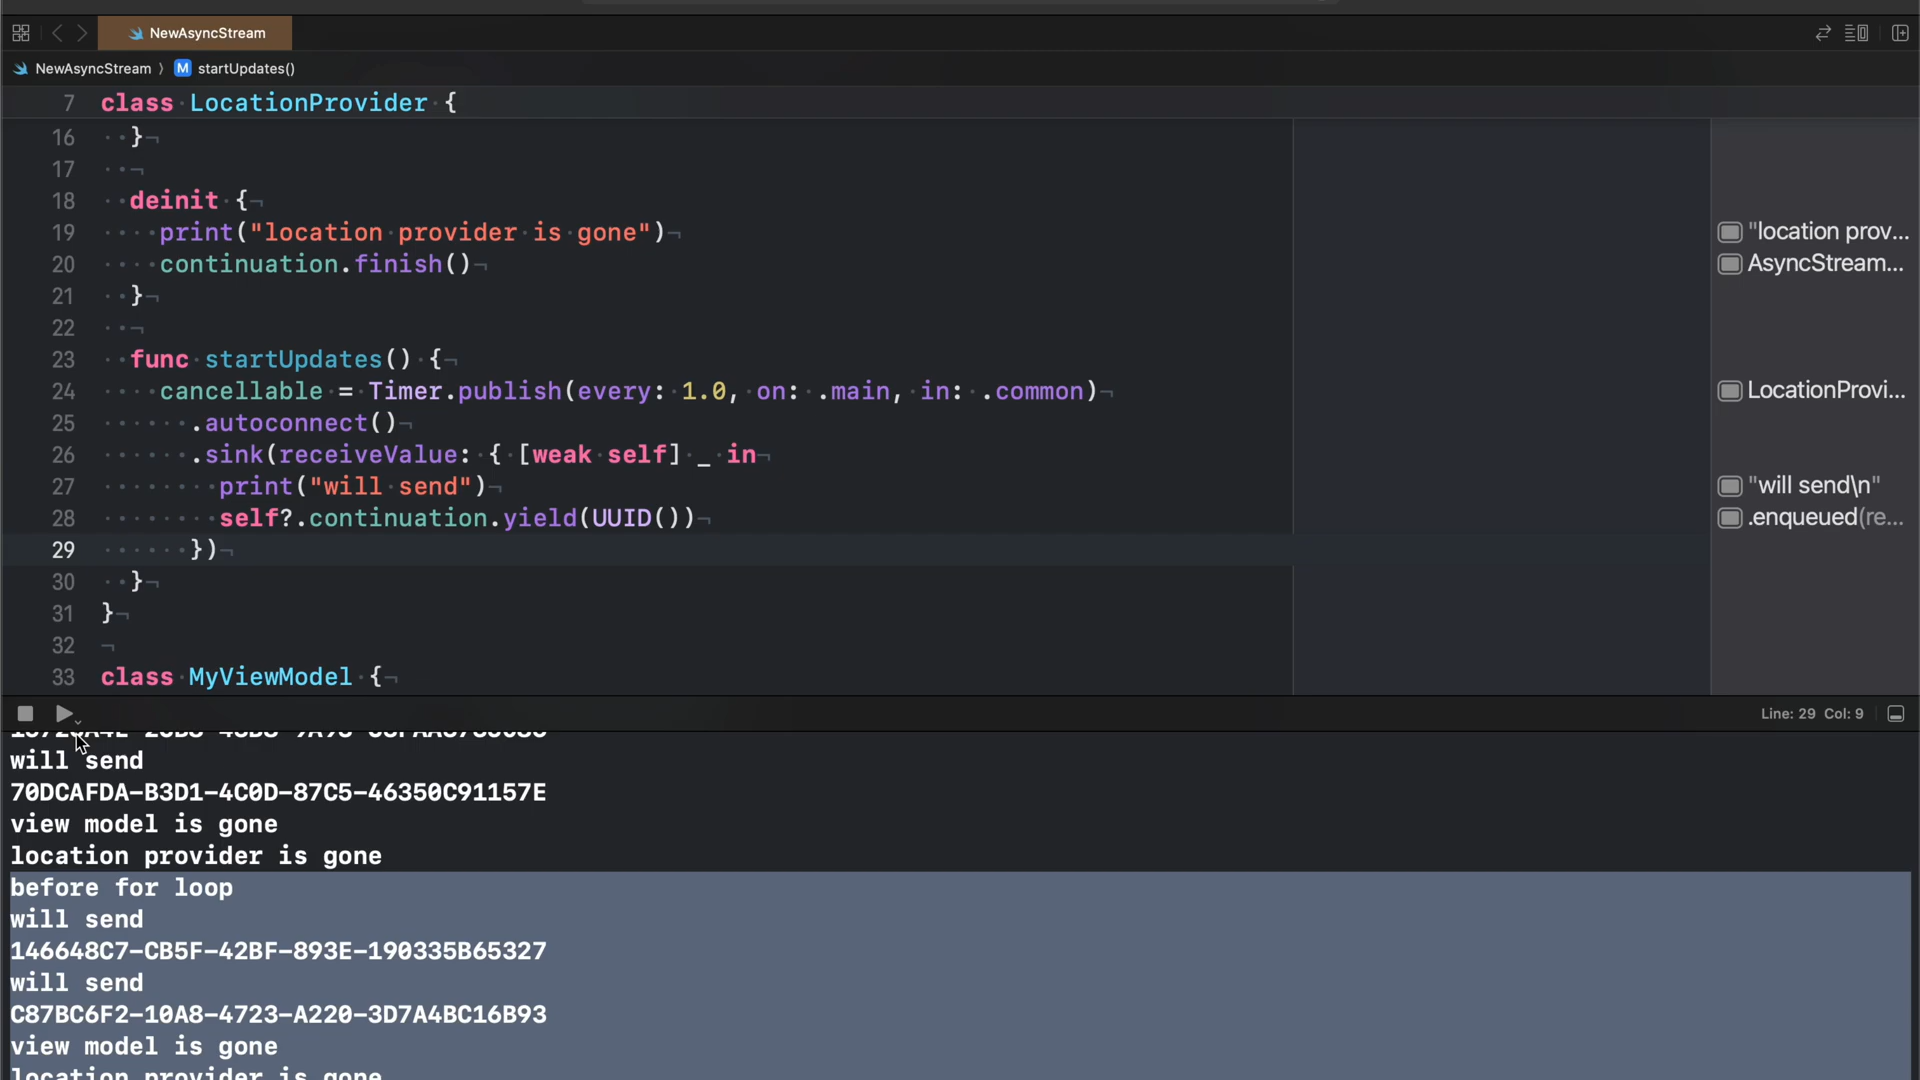 NewAsyncStream
NewAsyncStream ⟩ M startUpdates()
7 class LocationProvider {
16 }
17
18 deinit {
19 print("location provider is gone")
"location prov...
20 continuation.finish()
AsyncStream...
21 }
22
23 func startUpdates() {
24 cancellable = Timer.publish(every: 1.0, on: .main, in: .common)
LocationProvi...
25 .autoconnect()
26 .sink(receiveValue: { [weak self] _ in
27 print("will send")
"will send\n"
28 self?.continuation.yield(UUID())
.enqueued(re...
29 })
30 }
31 }
32
33 class MyViewModel {
Line: 29 Col: 9
will send
70DCAFDA-B3D1-4C0D-87C5-46350C91157E
view model is gone
location provider is gone
before for loop
will send
146648C7-CB5F-42BF-893E-190335B65327
will send
C87BC6F2-10A8-4723-A220-3D7A4BC16B93
view model is gone
location provider is gone